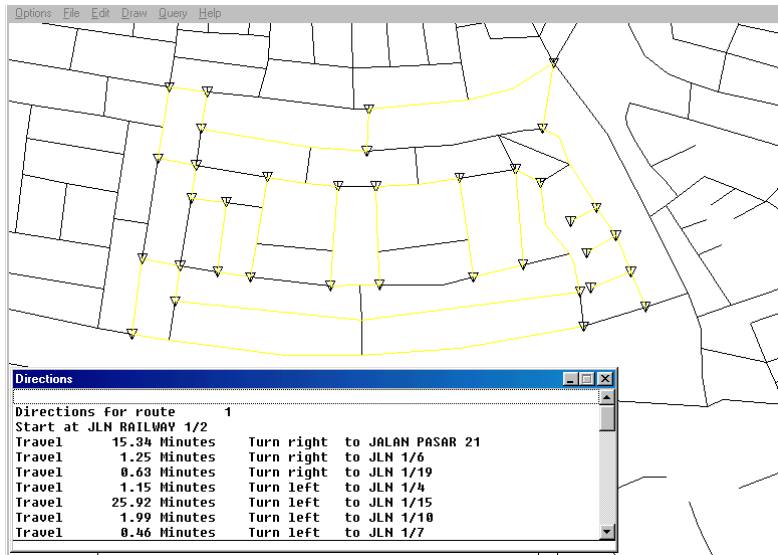 Options File Edit Draw Query Help
Directions
Directions for route 1
Start at JLN RAILWAY 1/2
Travel 15.34 Minutes Turn right to JALAN PASAR 21
Travel 1.25 Minutes Turn right to JLN 1/6
Travel 0.63 Minutes Turn right to JLN 1/19
Travel 1.15 Minutes Turn left to JLN 1/4
Travel 25.92 Minutes Turn left to JLN 1/15
Travel 1.99 Minutes Turn left to JLN 1/10
Travel 0.46 Minutes Turn left to JLN 1/7